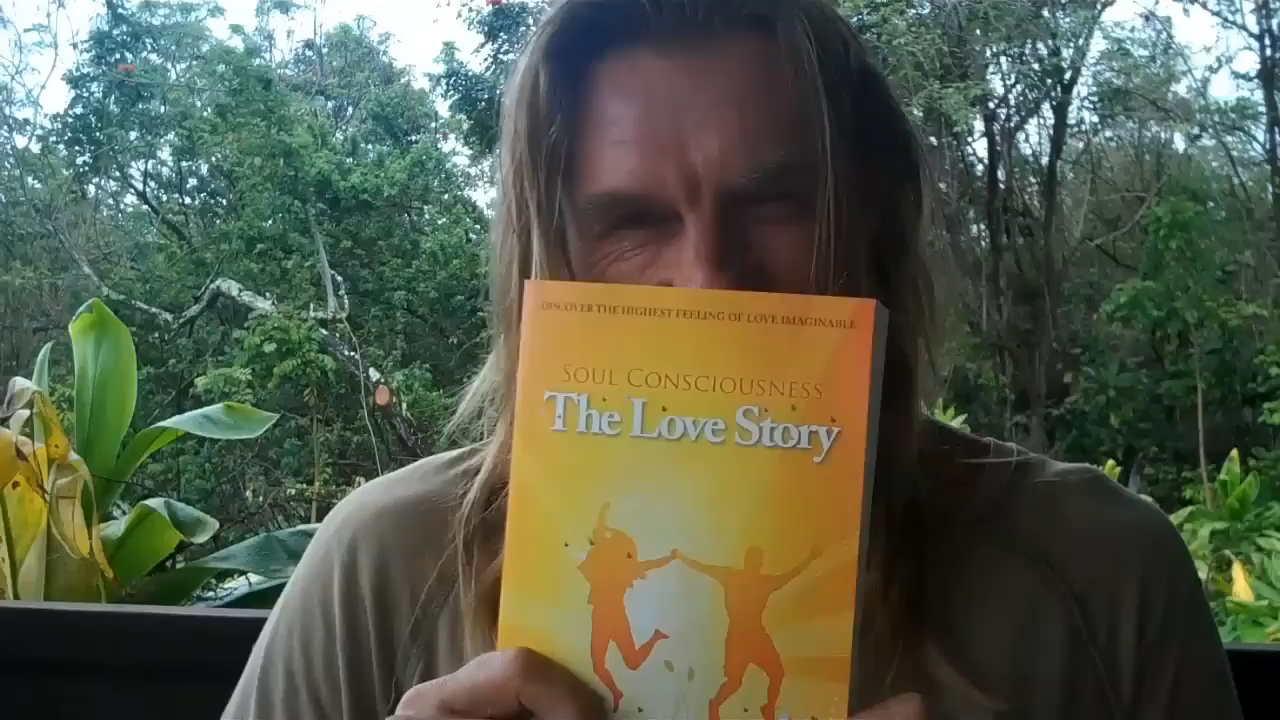 DISCOVER THE HIGHEST FEELING OF LOVE IMAGINABLE
SOUL CONSCIOUSNESS
The Love Story